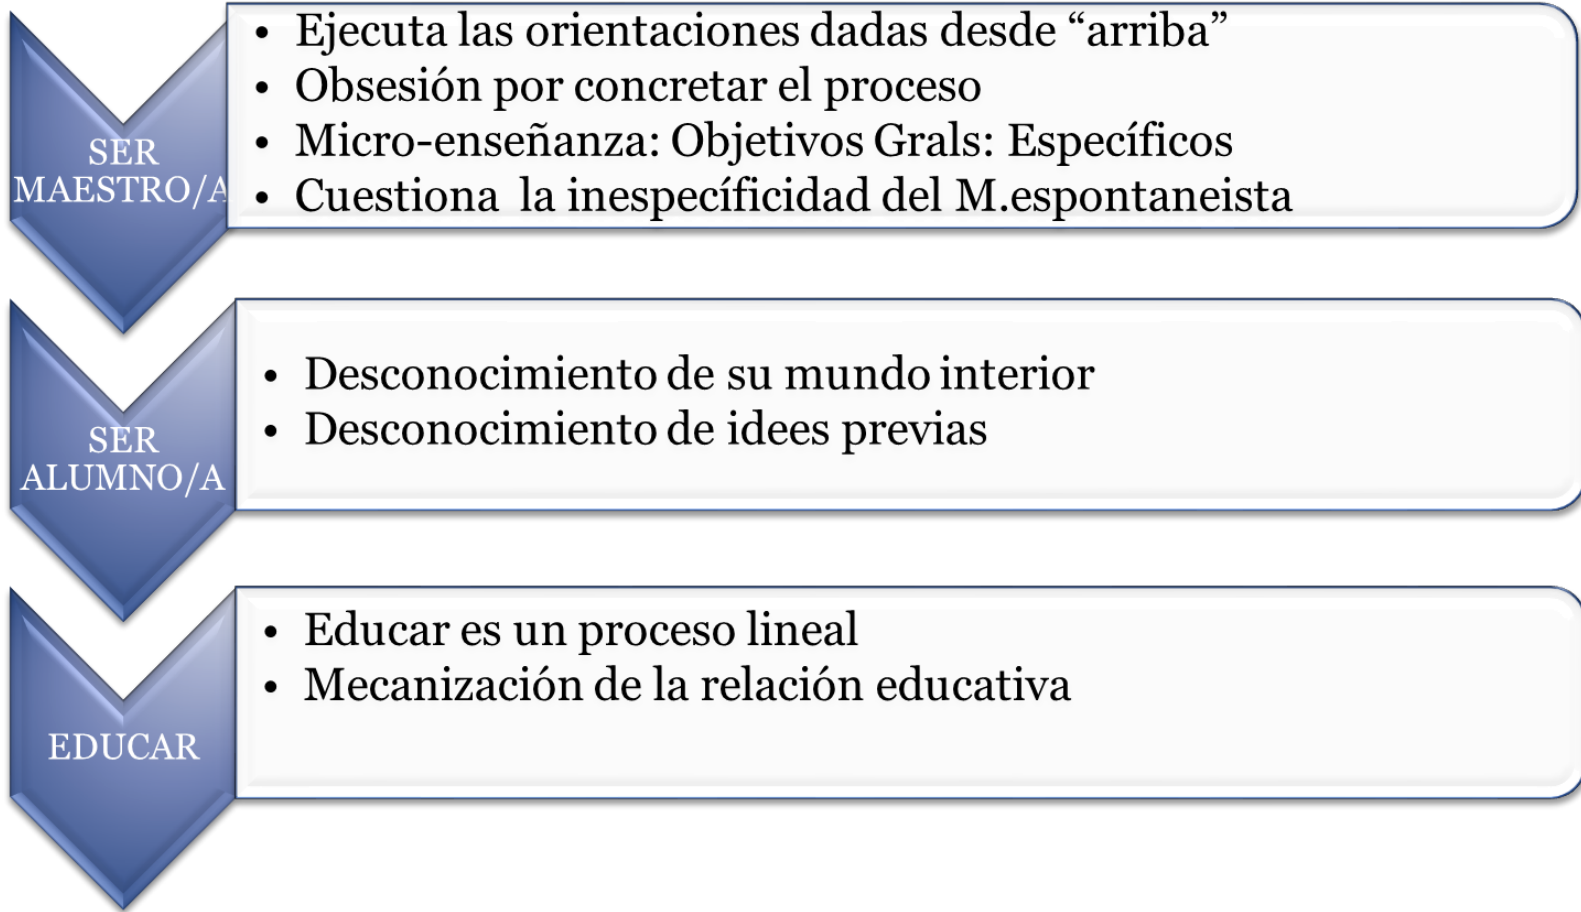 SER
MAESTRO/A
• Ejecuta las orientaciones dadas desde “arriba”
• Obsesión por concretar el proceso
• Micro-enseñanza: Objetivos Grals: Específicos
• Cuestiona la inespecíficidad del M.espontaneista
SER
ALUMNO/A
• Desconocimiento de su mundo interior
• Desconocimiento de idees previas
EDUCAR
• Educar es un proceso lineal
• Mecanización de la relación educativa